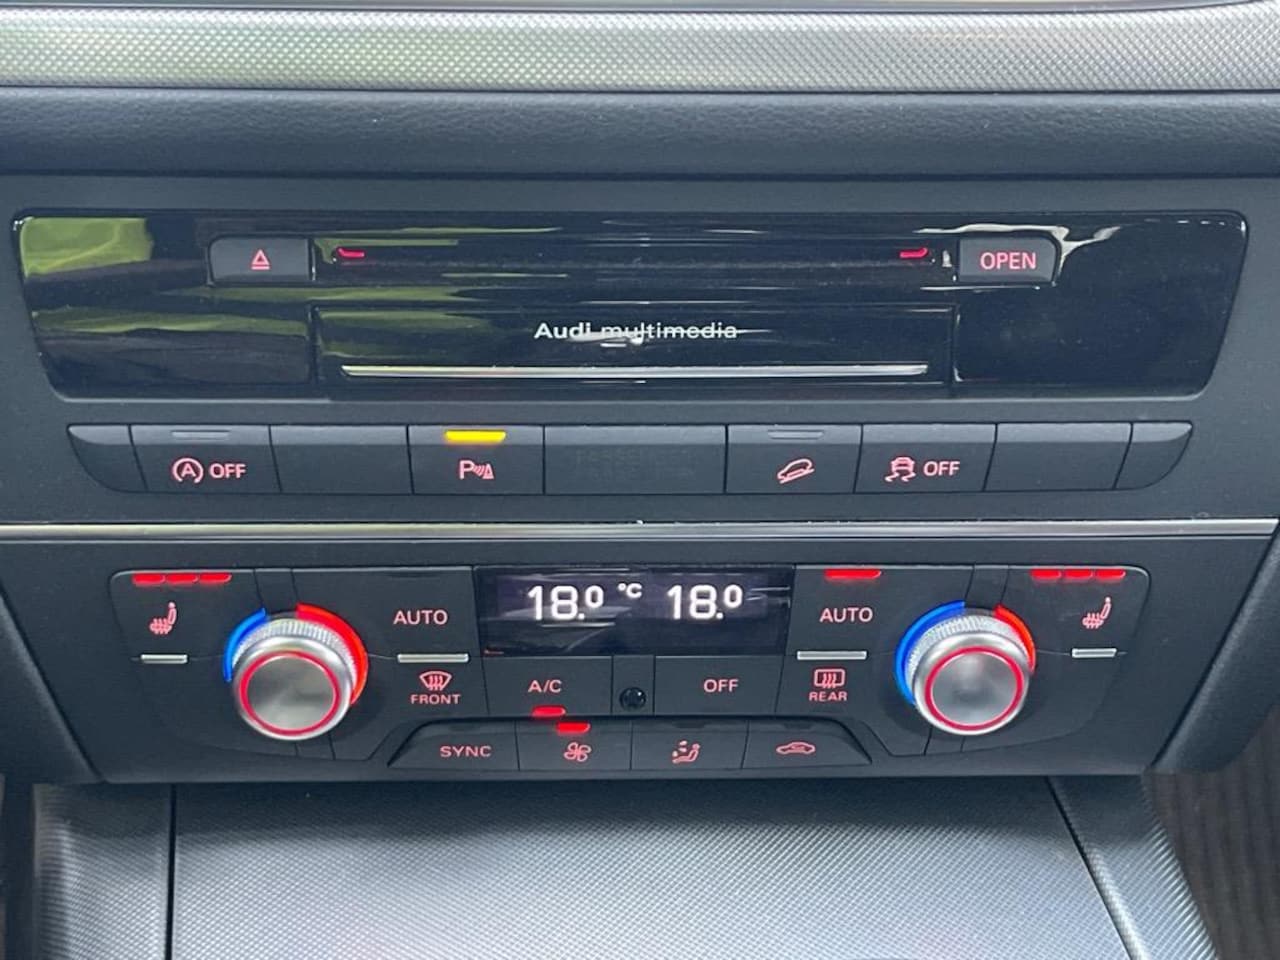 OPEN
Audi multimedia
A OFF
P
OFF
18.0 °C 18.0
AUTO
AUTO
FRONT
A/C
OFF
REAR
SYNC